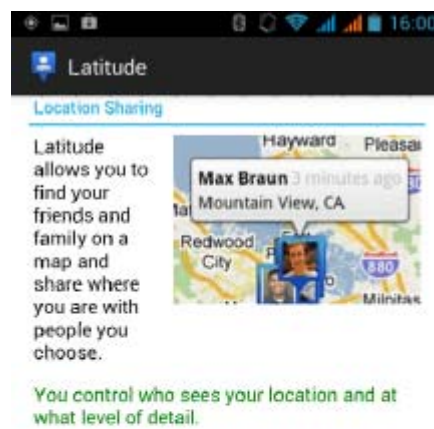 16:00
Latitude
Location Sharing
Latitude
allows you to
find your
friends and
family on a
map and
share where
you are with
people you
choose.
Hayward Pleasa
Max Braun 3 minutes ago
Mountain View, CA
Redwood
City
880
Milpitas
You control who sees your location and at
what level of detail.